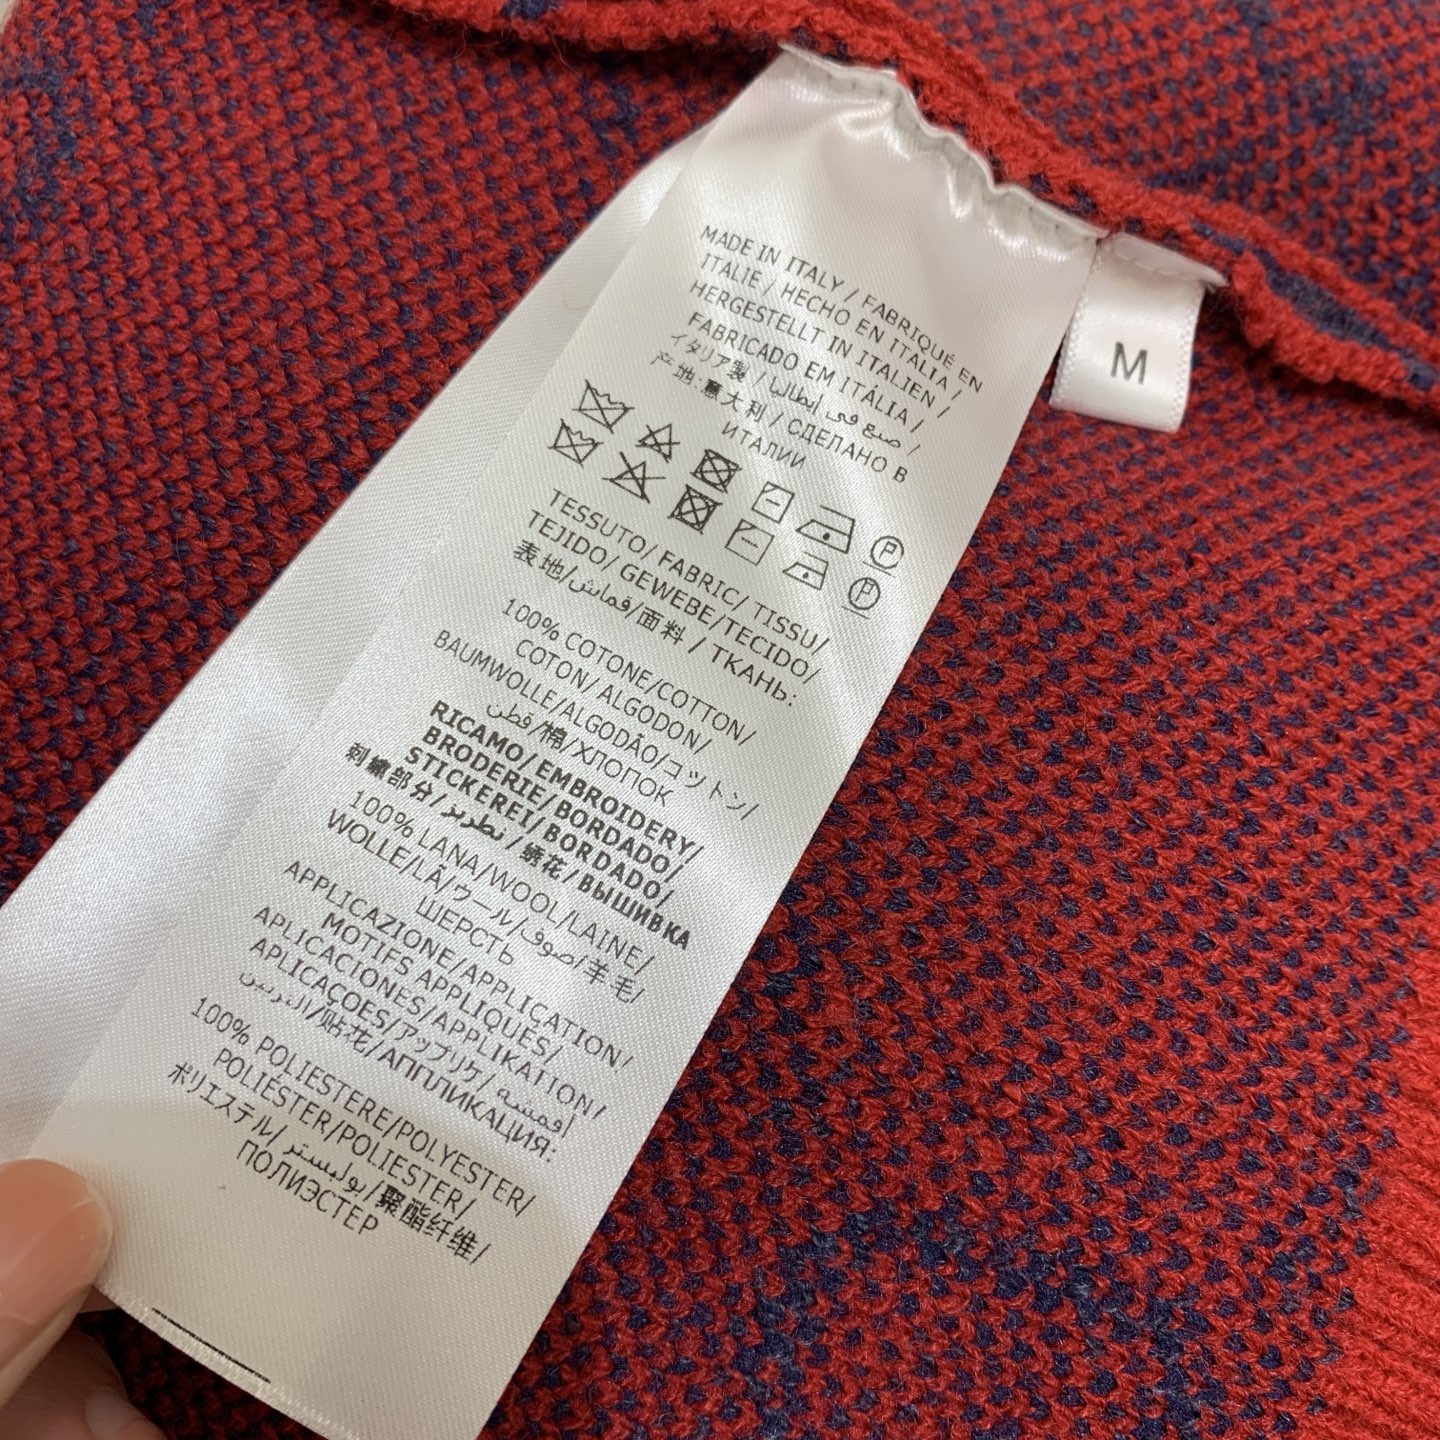 MADE IN ITALY / FABRIQUÉ EN
ITALIE / HECHO EN ITALIA /
HERGESTELLT IN ITALIEN /
FABRICADO EM ITÁLIA /
イタリア製 / صنع في إيطاليا /
产地:意大利 / СДЕЛАНО В
ИТАЛИИ
M
P
P
TESSUTO/ FABRIC/ TISSU/
TEJIDO/ GEWEBE/TECIDO/
表地/قماش/面料 / ТКАНЬ:
100% COTONE/COTTON/
COTON/ ALGODON/
BAUMWOLLE/ALGODÃO/コットン/
قطن/棉/ХЛОПОК
RICAMO/EMBROIDERY/
BRODERIE/BORDADO/
STICKEREI/BORDADO/
刺繍部分/تطريز/绣花/ВЫШИВКА
100% LANA/WOOL/LAINE/
WOLLE/LÃ/ウール/صوف/羊毛/
ШЕРСТЬ
APPLICAZIONE/APPLICATION/
MOTIFS APPLIQUÉS/
APLICACIONES/APPLIKATION/
APLICAÇOES/アップリケ/أقمشة
التزيين/贴花/АППЛИКАЦИЯ:
100% POLIESTERE/POLYESTER/
POLIÉSTER/POLIESTER/
ポリエステル/بوليستر/聚酯纤维/
ПОЛИЭСТЕР